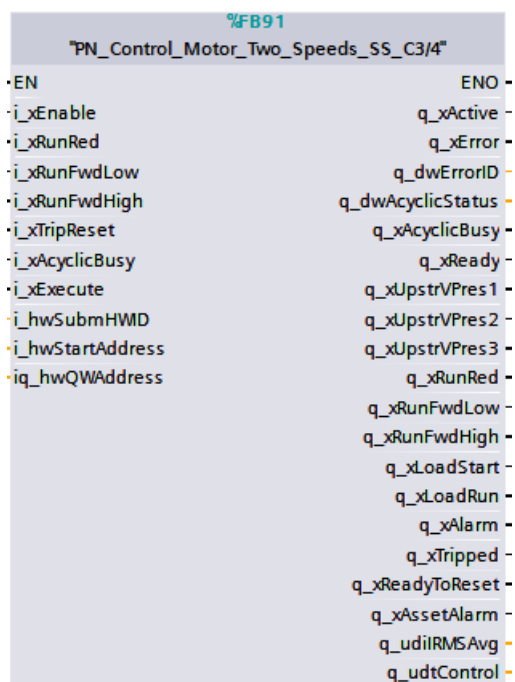 %FB91
"PN_Control_Motor_Two_Speeds_SS_C3/4"
EN ENO
i_xEnable q_xActive
i_xRunRed q_xError
i_xRunFwdLow q_dwErrorID
i_xRunFwdHigh q_dwAcyclicStatus
i_xTripReset q_xAcyclicBusy
i_xAcyclicBusy q_xReady
i_xExecute q_xUpstrVPres1
i_hwSubmHWID q_xUpstrVPres2
i_hwStartAddress q_xUpstrVPres3
iq_hwQWAddress q_xRunRed
q_xRunFwdLow
q_xRunFwdHigh
q_xLoadStart
q_xLoadRun
q_xAlarm
q_xTripped
q_xReadyToReset
q_xAssetAlarm
q_udiIRMSAvg
q_udtControl